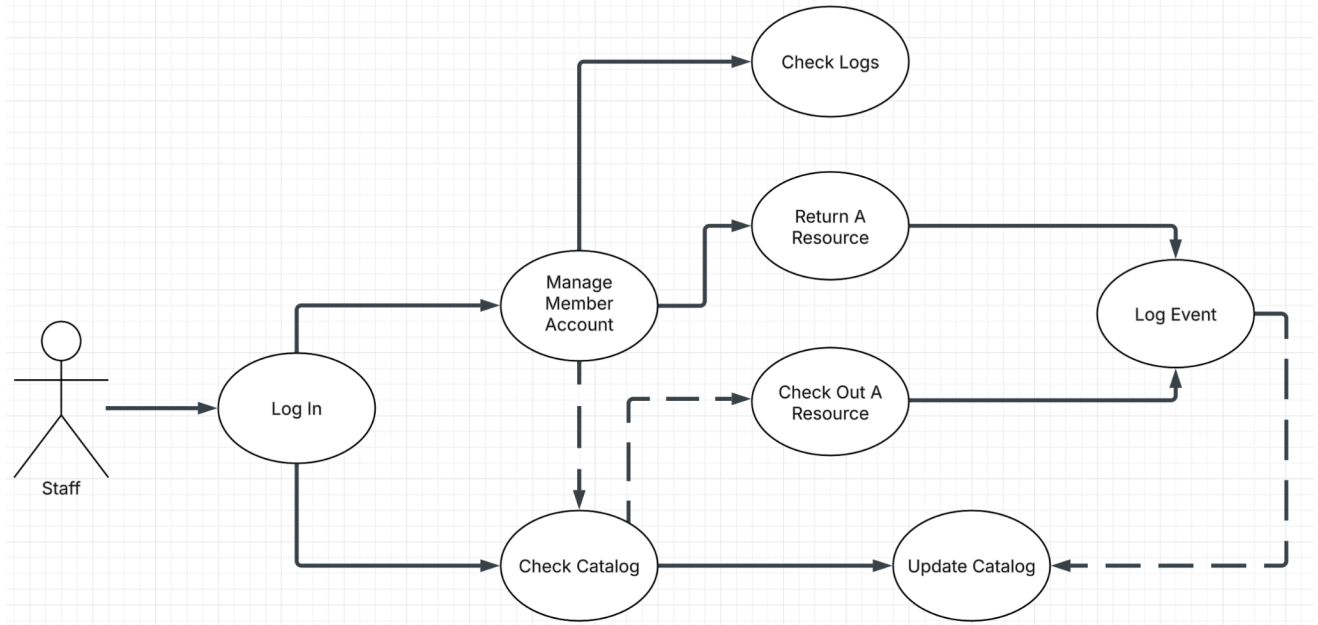 Check Logs
Return A
Resource
Manage
Member
Account
Log Event
Check Out A
Resource
Log In
Staff
Check Catalog
Update Catalog